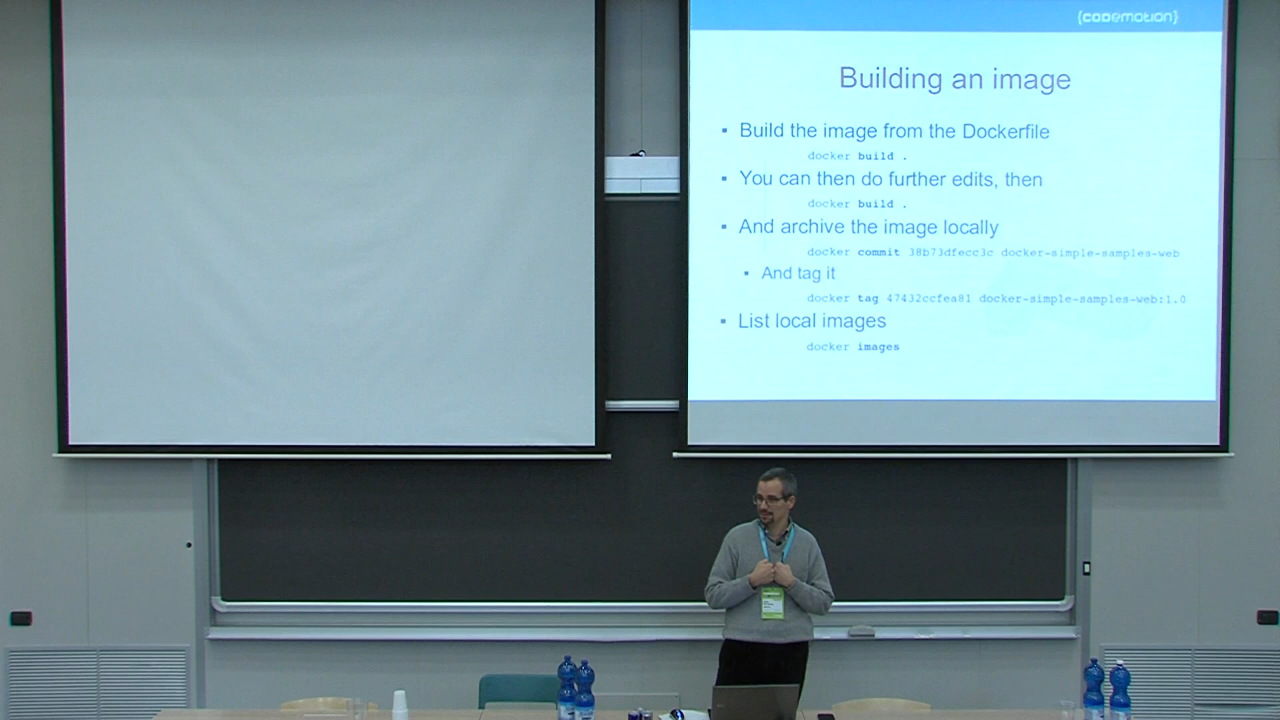 {codemotion}
Building an image
▪ Build the image from the Dockerfile
docker build .
▪ You can then do further edits, then
docker build .
▪ And archive the image locally
docker commit 38b73dfecc3c docker-simple-samples-web
▪ And tag it
docker tag 47432ccfea81 docker-simple-samples-web:1.0
▪ List local images
docker images